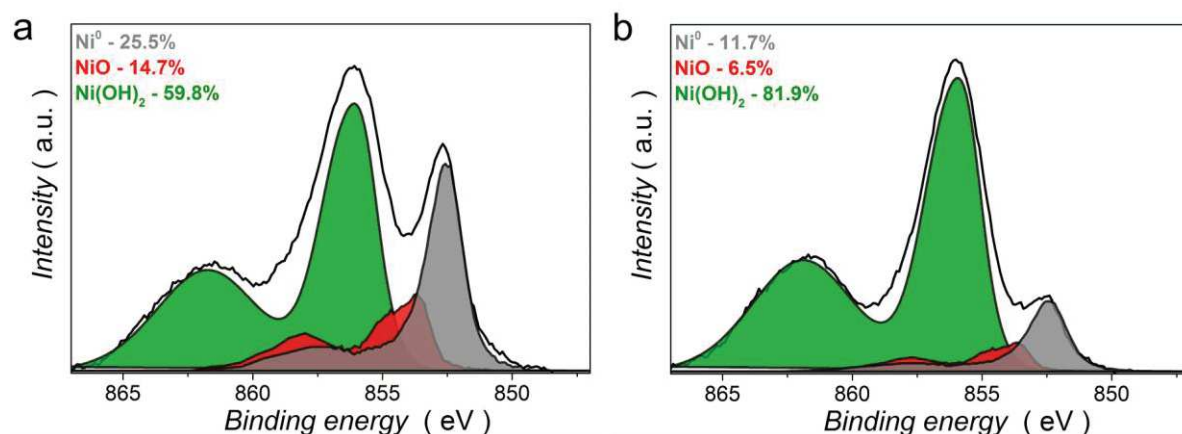 a
Ni⁰ - 25.5%
NiO - 14.7%
Ni(OH)₂ - 59.8%
Intensity ( a.u. )
865 860 855 850
Binding energy ( eV )
b
Ni⁰ - 11.7%
NiO - 6.5%
Ni(OH)₂ - 81.9%
Intensity ( a.u. )
865 860 855 850
Binding energy ( eV )